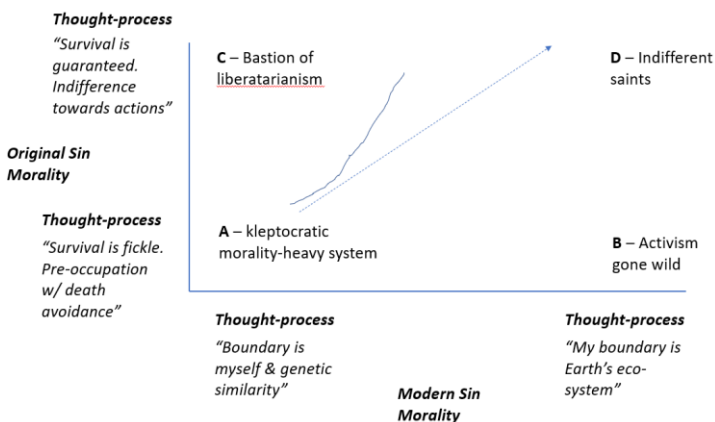 Thought-process
“Survival is
guaranteed.
Indifference
towards actions”
C – Bastion of
liberatarianism
D – Indifferent
saints
Original Sin
Morality
Thought-process
“Survival is fickle.
Pre-occupation
w/ death
avoidance”
A – kleptocratic
morality-heavy system
B – Activism
gone wild
Thought-process
“Boundary is
myself & genetic
similarity”
Thought-process
“My boundary is
Earth’s eco-
system”
Modern Sin
Morality